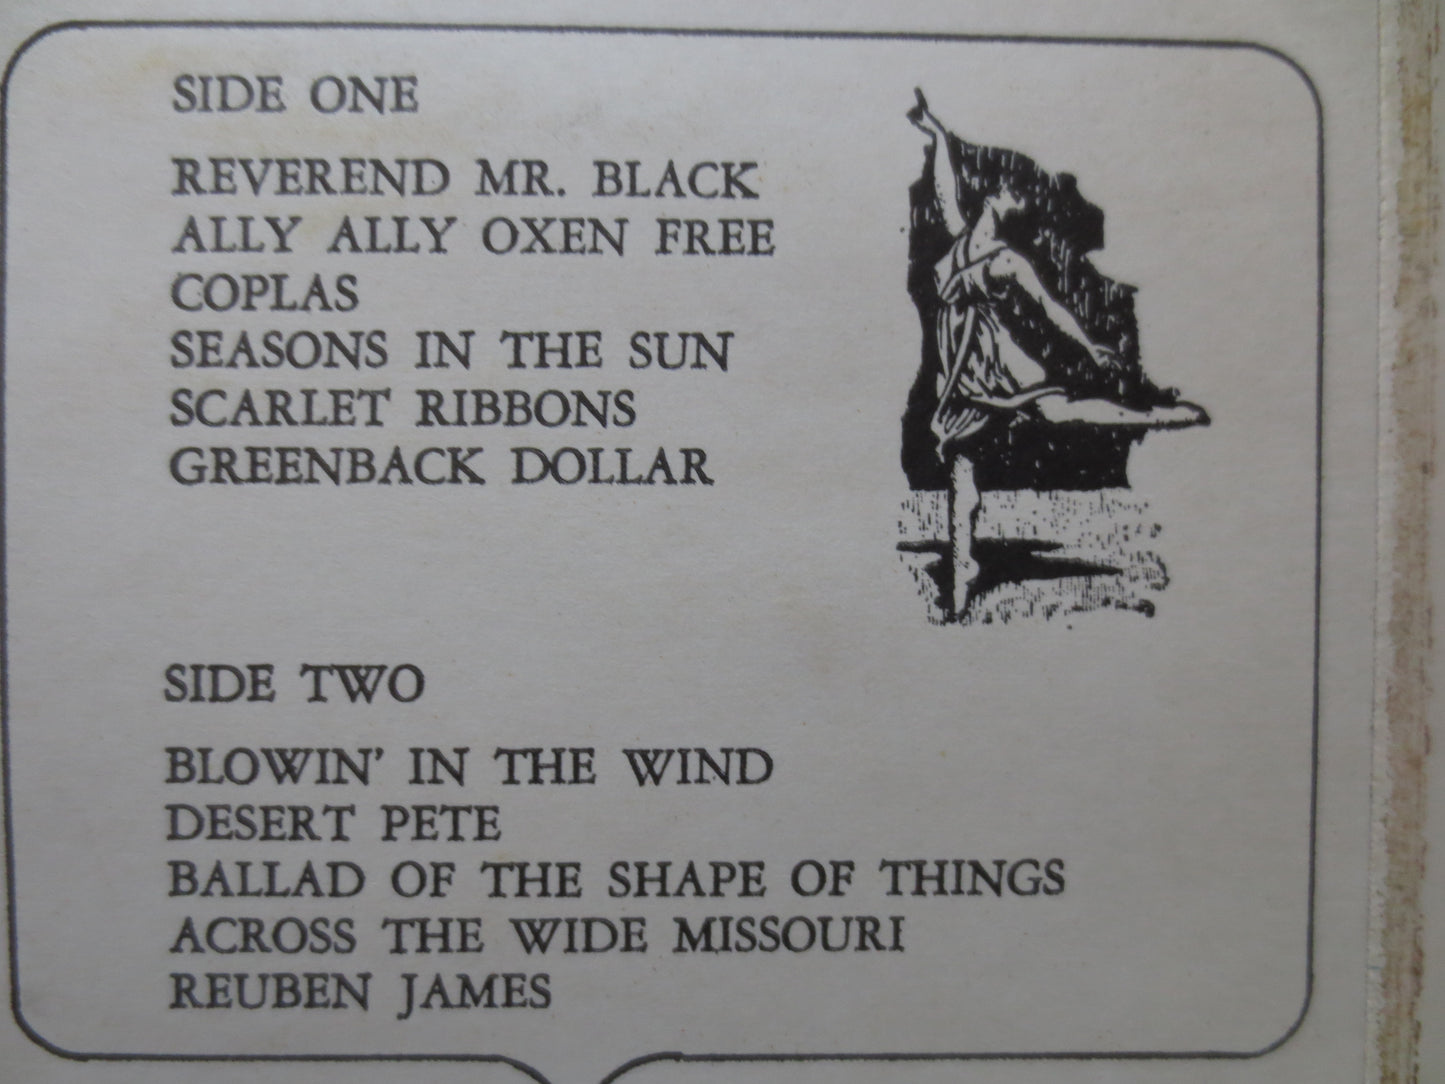 SIDE ONE
REVEREND MR. BLACK
ALLY ALLY OXEN FREE
COPLAS
SEASONS IN THE SUN
SCARLET RIBBONS
GREENBACK DOLLAR
SIDE TWO
BLOWIN' IN THE WIND
DESERT PETE
BALLAD OF THE SHAPE OF THINGS
ACROSS THE WIDE MISSOURI
REUBEN JAMES